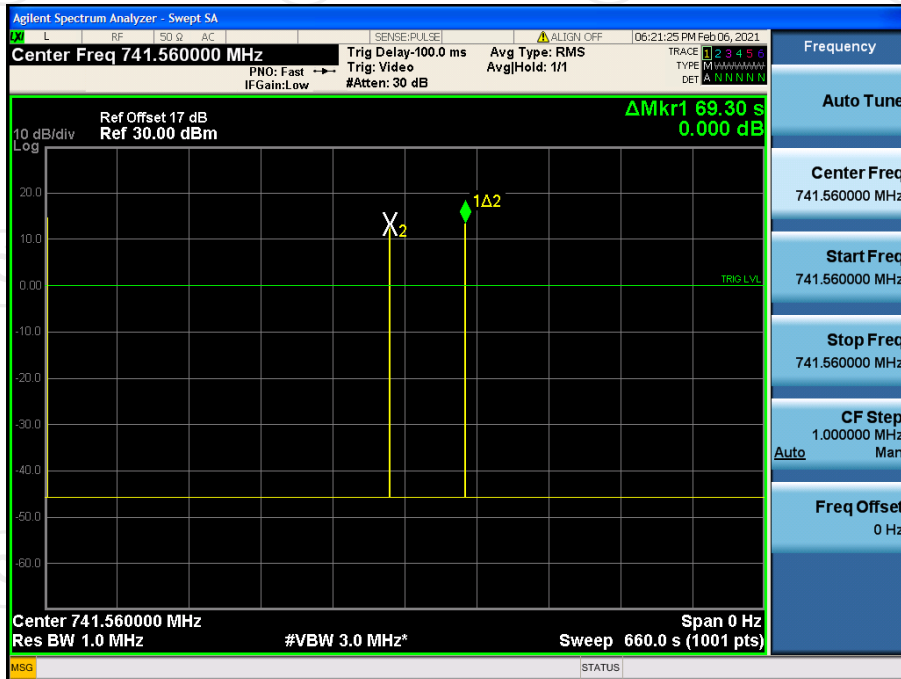 Agilent Spectrum Analyzer - Swept SA
LXI L RF 50 Ω AC SENSE:PULSE ALIGN OFF 06:21:25 PM Feb 06, 2021
Center Freq 741.560000 MHz
PNO: Fast
IFGain:Low
Trig Delay-100.0 ms
Trig: Video
#Atten: 30 dB
Avg Type: RMS
Avg|Hold: 1/1
TRACE 1 2 3 4 5 6
TYPE M WWWWW
DET A N N N N N
Ref Offset 17 dB
10 dB/div Ref 30.00 dBm
Log
ΔMkr1 69.30 s
0.000 dB
20.0
10.0
0.00
-10.0
-20.0
-30.0
-40.0
-50.0
-60.0
X2
1Δ2
TRIG LVL
Center 741.560000 MHz Span 0 Hz
Res BW 1.0 MHz #VBW 3.0 MHz* Sweep 660.0 s (1001 pts)
MSG STATUS
Frequency
Auto Tune
Center Freq
741.560000 MHz
Start Freq
741.560000 MHz
Stop Freq
741.560000 MHz
CF Step
1.000000 MHz
Auto Man
Freq Offset
0 Hz